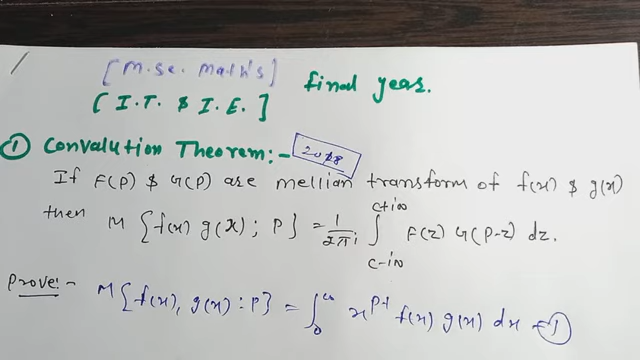 [M.sc. Math's] final year.
[I.T. $ I.E.]
① Convalution Theorem:- 2018
If F(P) $ G(P) are mellian transform of f(x) $ g(x)
then M {f(x) g(x); P} = 1/2πi ∫_{c-i∞}^{c+i∞} F(z) G(P-z) dz.
Prove:- M{f(x), g(x) : P} = ∫_0^∞ x^{P-1} f(x) g(x) dx -①